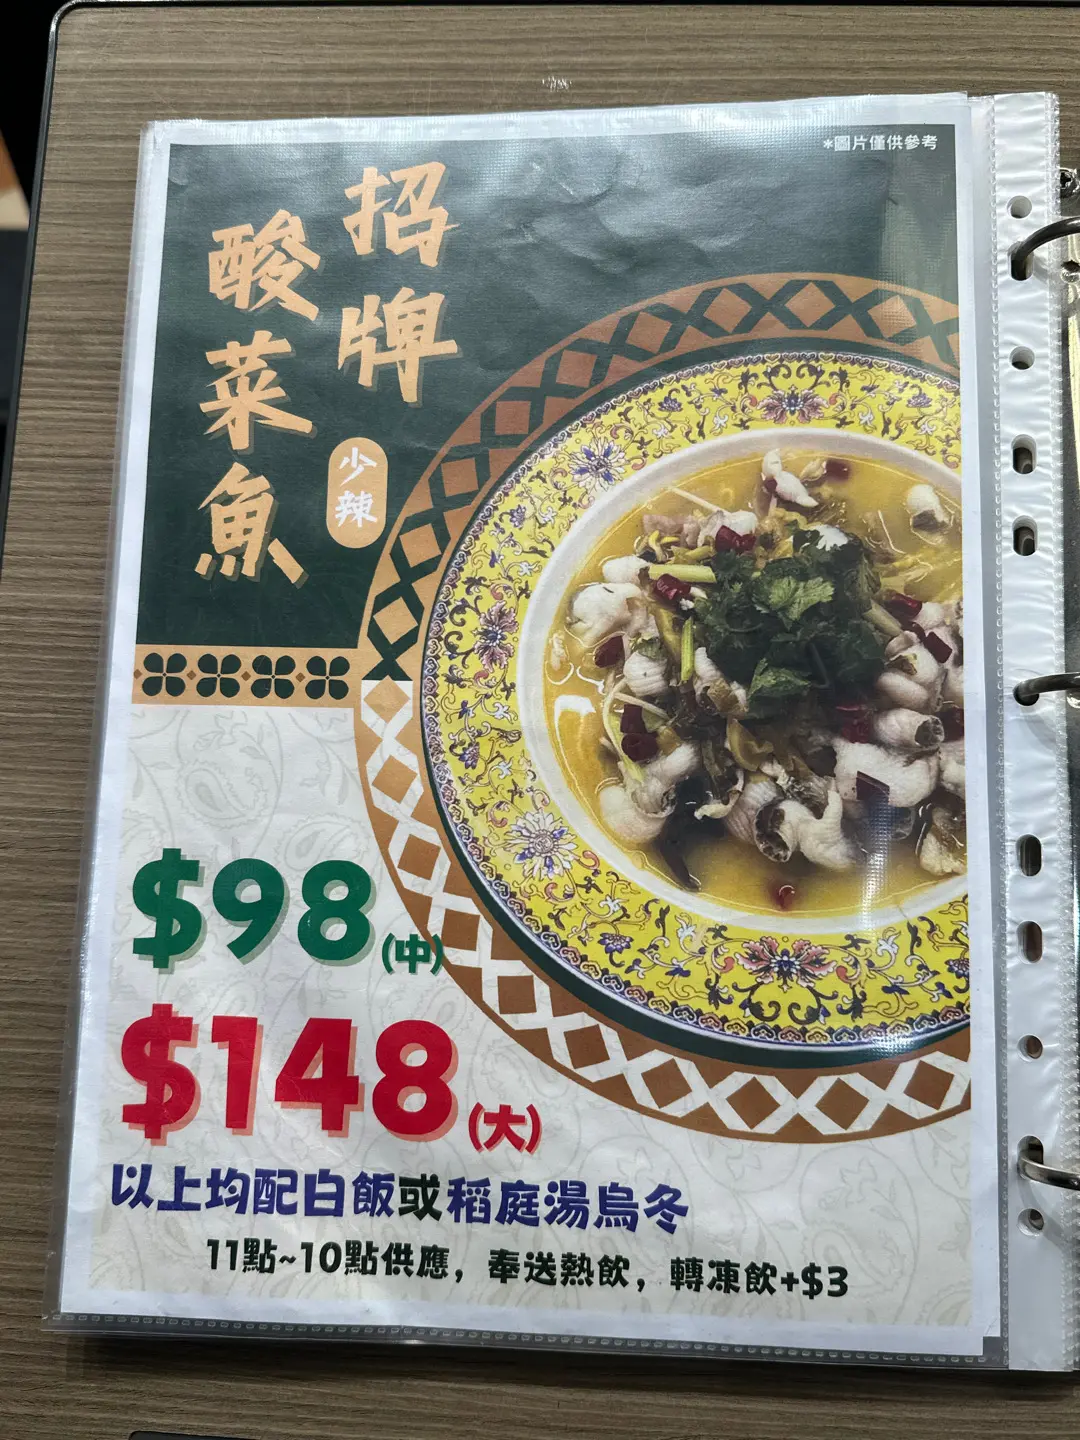 *圖片僅供參考
招牌
酸菜魚
少辣
$98(中)
$148(大)
以上均配白飯或稻庭湯烏冬
11點~10點供應，奉送熱飲，轉凍飲+$3